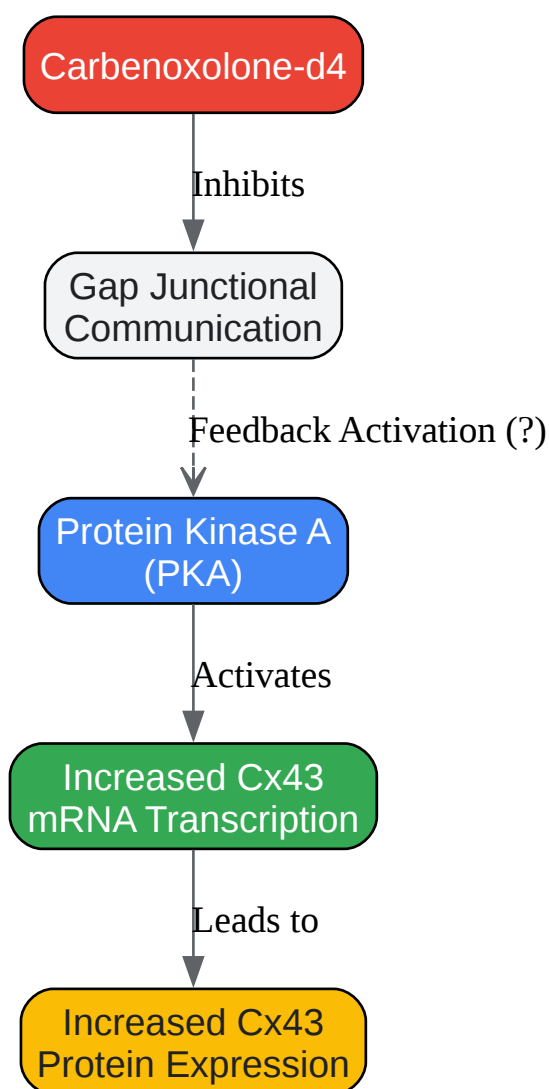 Carbenoxolone-d4
Inhibits
Gap Junctional
Communication
Feedback Activation (?)
Protein Kinase A
(PKA)
Activates
Increased Cx43
mRNA Transcription
Leads to
Increased Cx43
Protein Expression